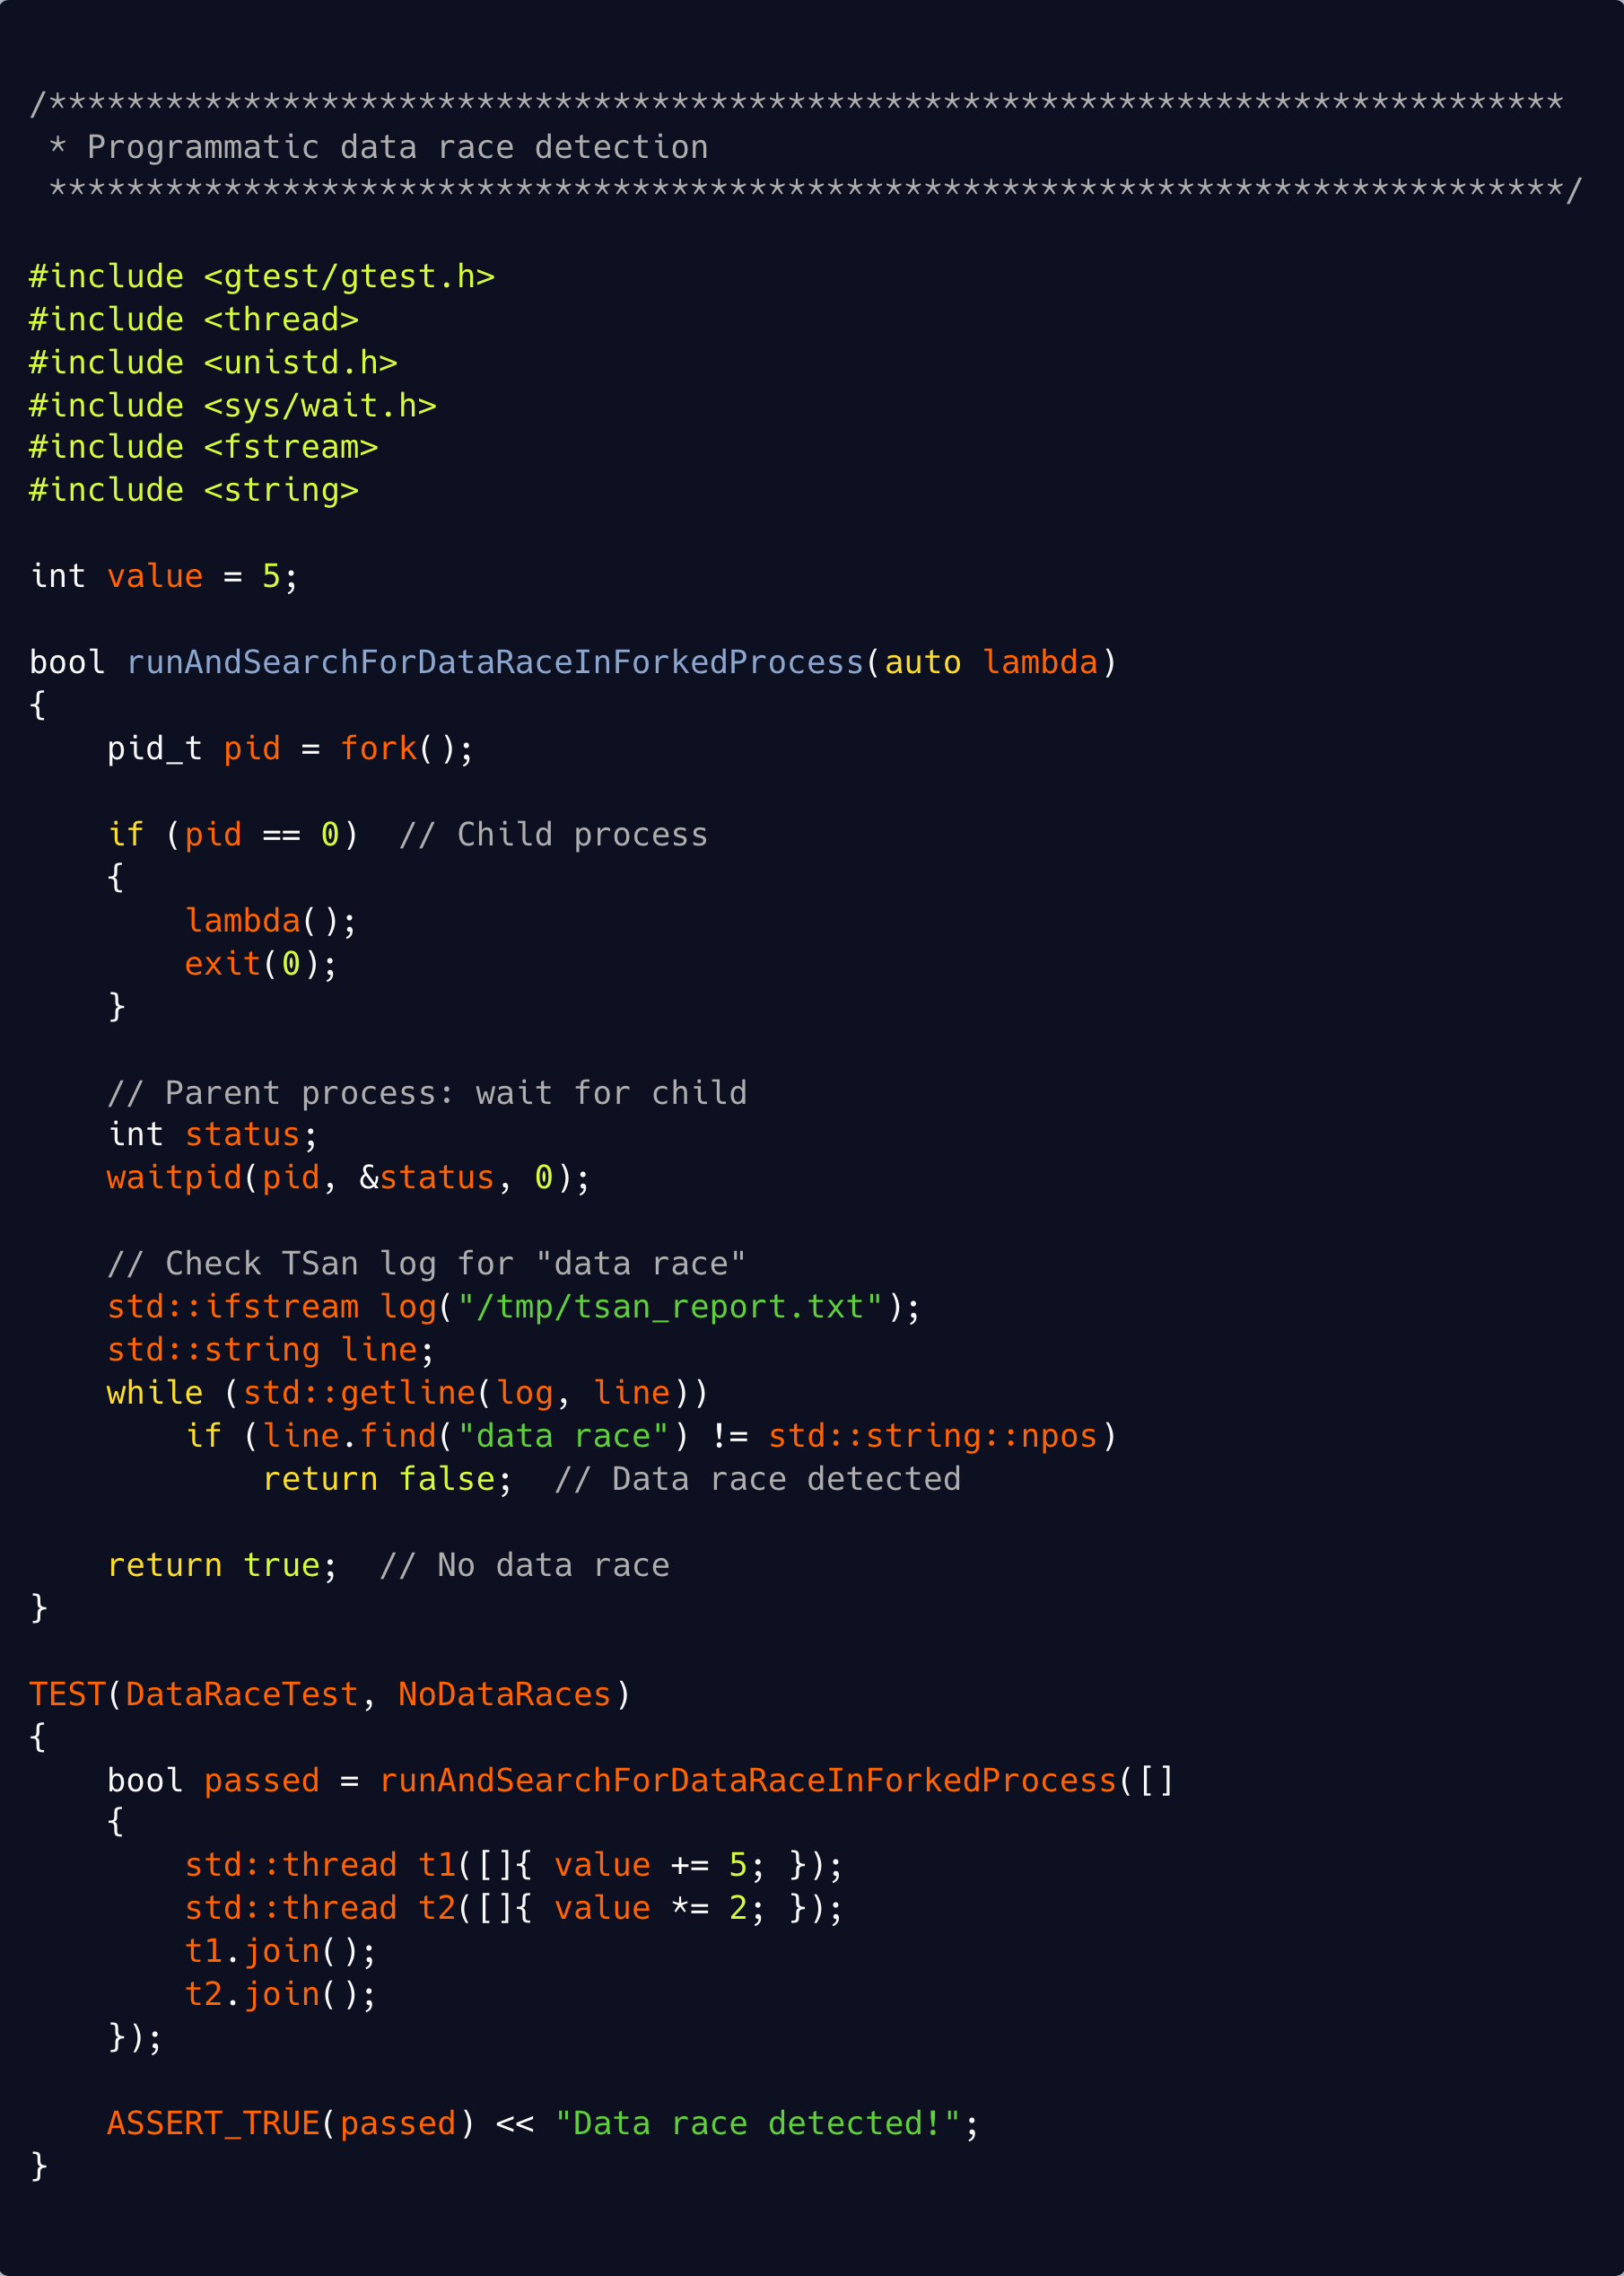 /******************************************************************************
 * Programmatic data race detection
 ******************************************************************************/

#include <gtest/gtest.h>
#include <thread>
#include <unistd.h>
#include <sys/wait.h>
#include <fstream>
#include <string>

int value = 5;

bool runAndSearchForDataRaceInForkedProcess(auto lambda)
{
    pid_t pid = fork();

    if (pid == 0)  // Child process
    {
        lambda();
        exit(0);
    }

    // Parent process: wait for child
    int status;
    waitpid(pid, &status, 0);

    // Check TSan log for "data race"
    std::ifstream log("/tmp/tsan_report.txt");
    std::string line;
    while (std::getline(log, line))
        if (line.find("data race") != std::string::npos)
            return false;  // Data race detected

    return true;  // No data race
}

TEST(DataRaceTest, NoDataRaces)
{
    bool passed = runAndSearchForDataRaceInForkedProcess([]
    {
        std::thread t1([]{ value += 5; });
        std::thread t2([]{ value *= 2; });
        t1.join();
        t2.join();
    });

    ASSERT_TRUE(passed) << "Data race detected!";
}